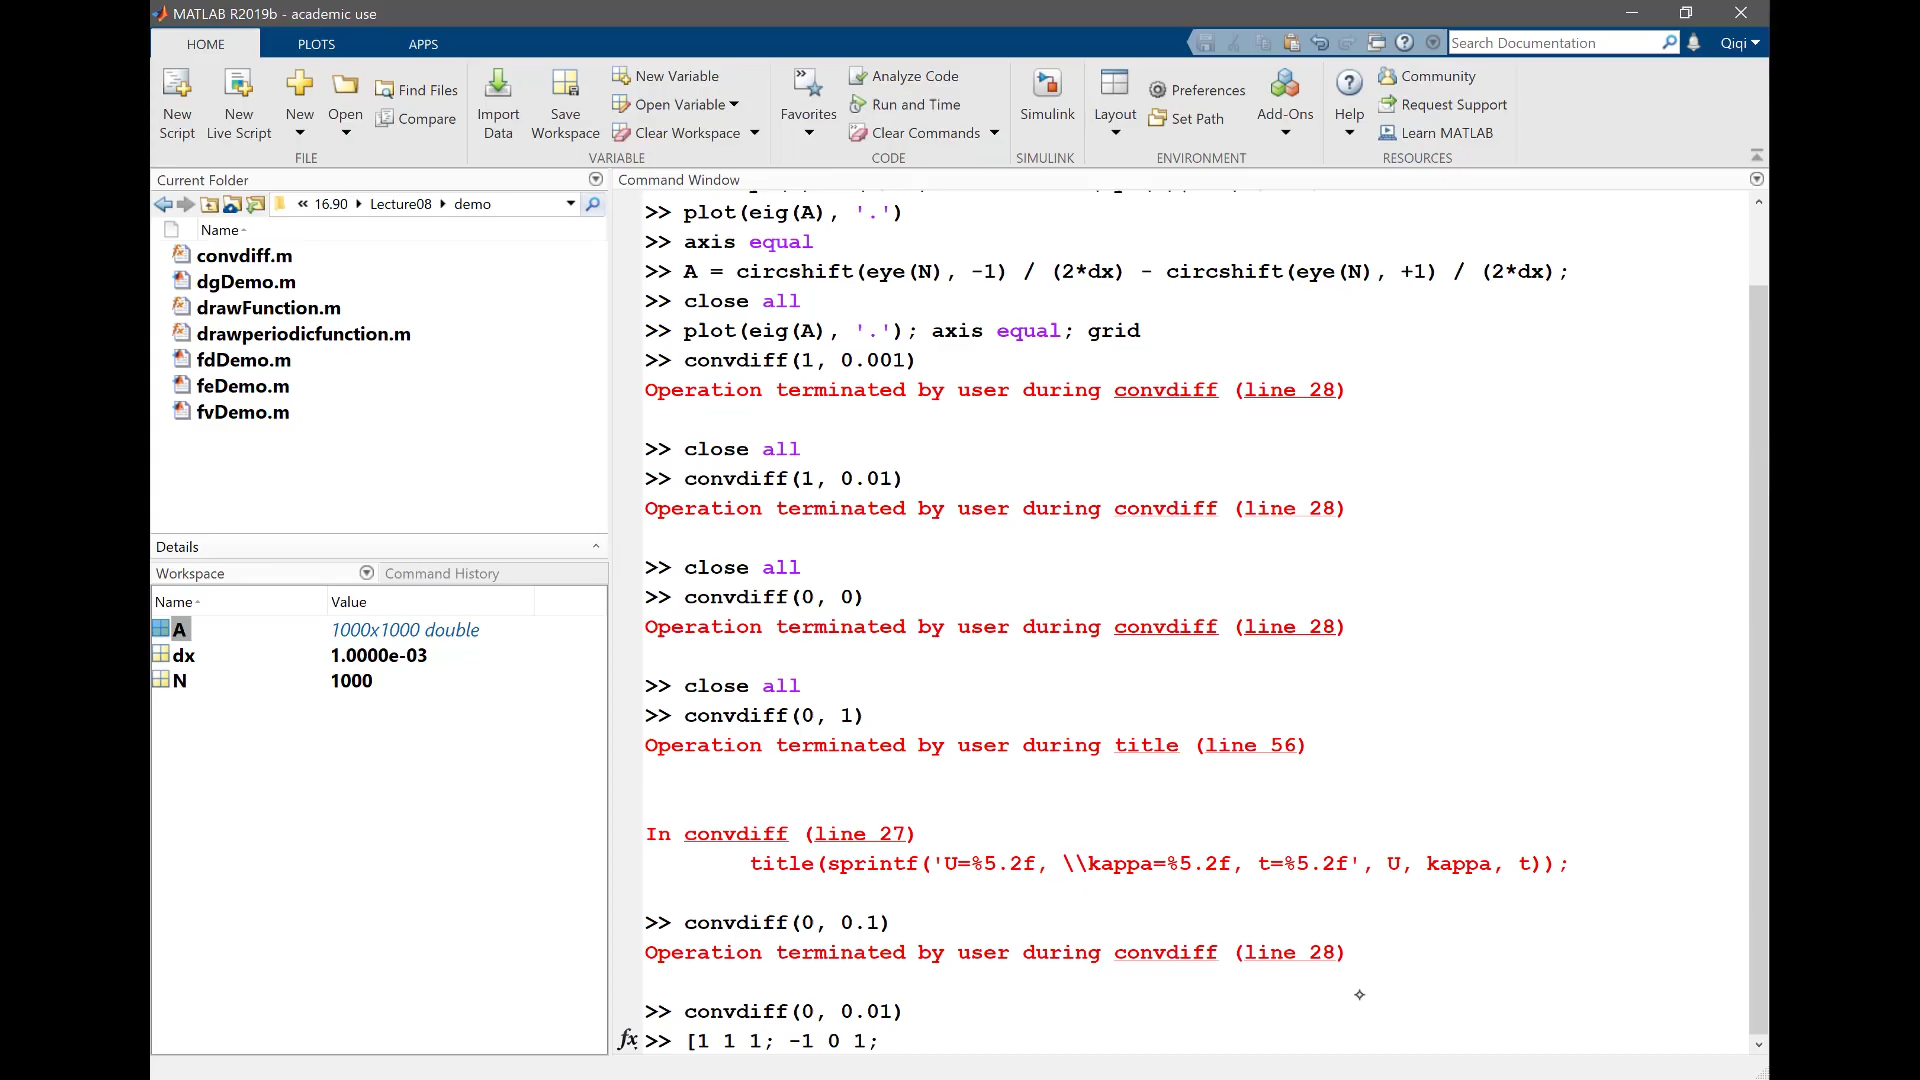 MATLAB R2019b - academic use
HOME PLOTS APPS
Search Documentation
Qiqi
New Script
New Live Script
New
Open
Find Files
Compare
FILE
Import Data
Save Workspace
New Variable
Open Variable
Clear Workspace
VARIABLE
Favorites
Analyze Code
Run and Time
Clear Commands
CODE
Simulink
SIMULINK
Layout
Preferences
Set Path
Add-Ons
ENVIRONMENT
Help
Community
Request Support
Learn MATLAB
RESOURCES
Current Folder
« 16.90 Lecture08 demo
Name
convdiff.m
dgDemo.m
drawFunction.m
drawperiodicfunction.m
fdDemo.m
feDemo.m
fvDemo.m
Details
Workspace
Command History
Name Value
A 1000x1000 double
dx 1.0000e-03
N 1000
Command Window
>> plot(eig(A), '.')
>> axis equal
>> A = circshift(eye(N), -1) / (2*dx) - circshift(eye(N), +1) / (2*dx);
>> close all
>> plot(eig(A), '.'); axis equal; grid
>> convdiff(1, 0.001)
Operation terminated by user during convdiff (line 28)
>> close all
>> convdiff(1, 0.01)
Operation terminated by user during convdiff (line 28)
>> close all
>> convdiff(0, 0)
Operation terminated by user during convdiff (line 28)
>> close all
>> convdiff(0, 1)
Operation terminated by user during title (line 56)
In convdiff (line 27)
title(sprintf('U=%5.2f, \\kappa=%5.2f, t=%5.2f', U, kappa, t));
>> convdiff(0, 0.1)
Operation terminated by user during convdiff (line 28)
>> convdiff(0, 0.01)
fx >> [1 1 1; -1 0 1;